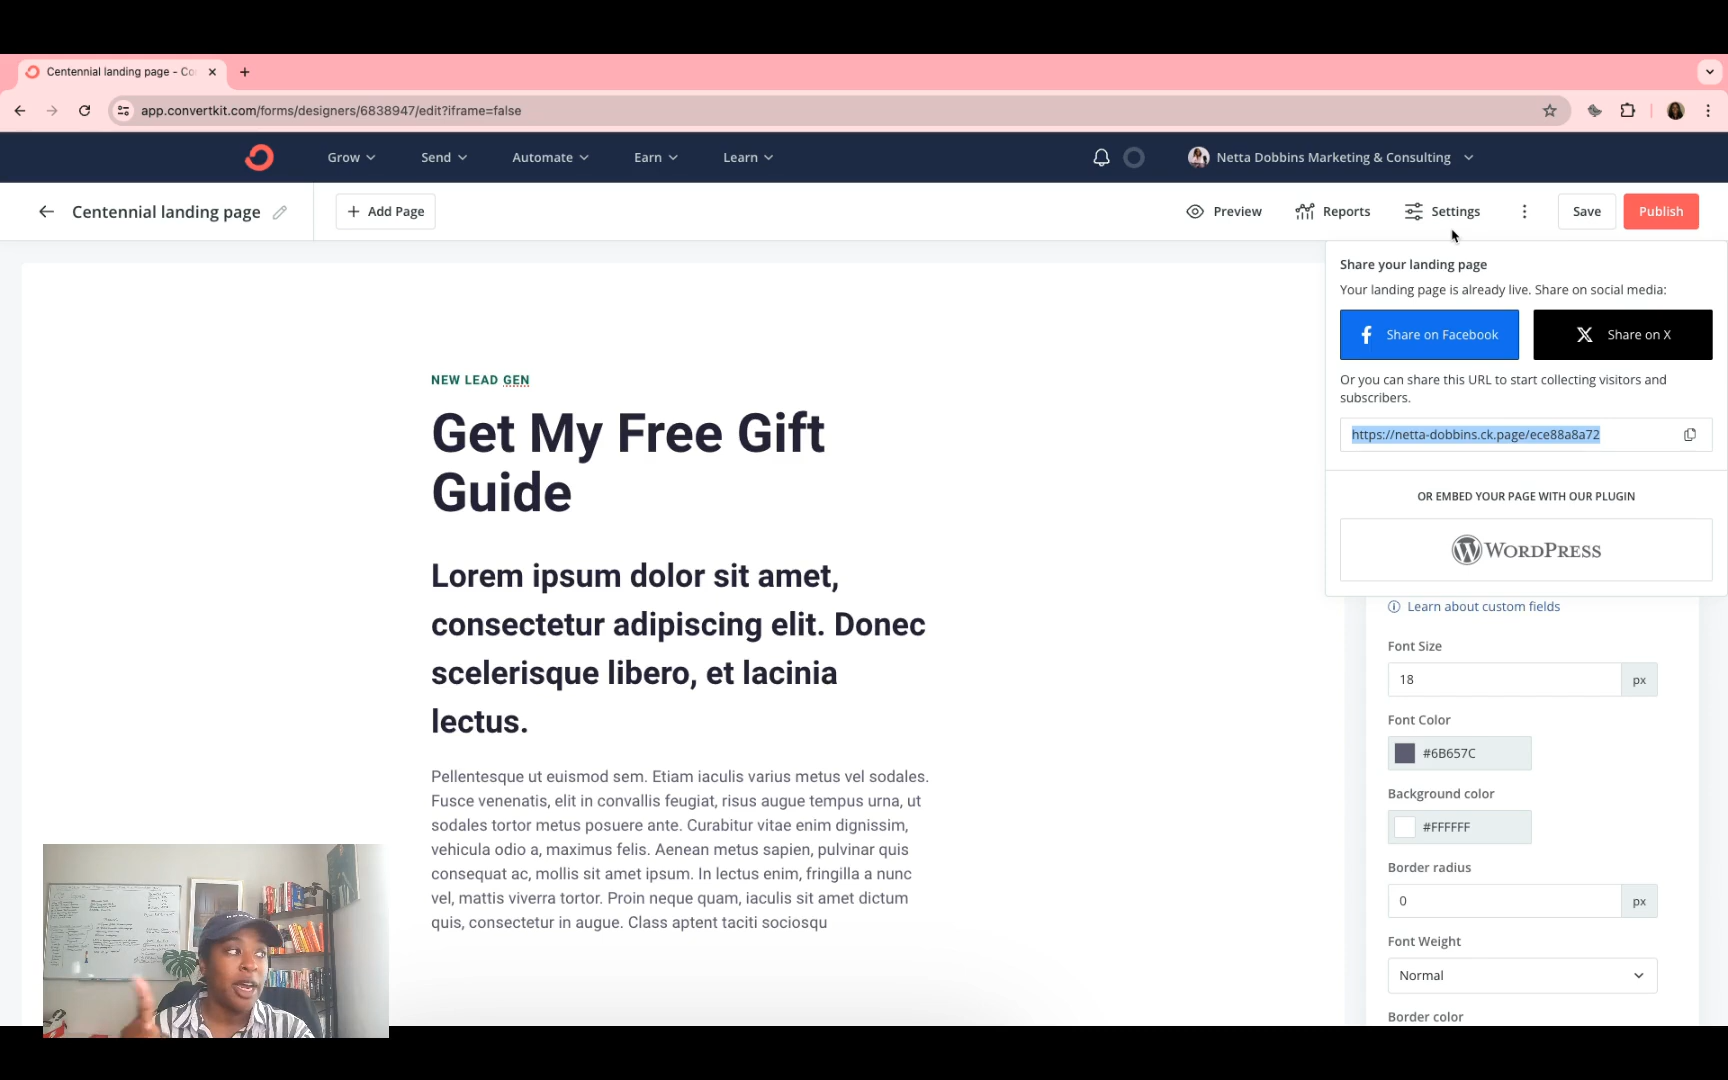 Centennial landing page - Co
app.convertkit.com/forms/designers/6838947/edit?iframe=false
Grow
Send
Automate
Earn
Learn
Netta Dobbins Marketing & Consulting
Centennial landing page
+ Add Page
Preview
Reports
Settings
Save
Publish
Share your landing page
Your landing page is already live. Share on social media:
Share on Facebook
Share on X
Or you can share this URL to start collecting visitors and
subscribers.
https://netta-dobbins.ck.page/ece88a8a72
OR EMBED YOUR PAGE WITH OUR PLUGIN
WORDPRESS
NEW LEAD GEN
Get My Free Gift
Guide
Lorem ipsum dolor sit amet,
consectetur adipiscing elit. Donec
scelerisque libero, et lacinia
lectus.
Pellentesque ut euismod sem. Etiam iaculis varius metus vel sodales.
Fusce venenatis, elit in convallis feugiat, risus augue tempus urna, ut
sodales tortor metus posuere ante. Curabitur vitae enim dignissim,
vehicula odio a, maximus felis. Aenean metus sapien, pulvinar quis
consequat ac, mollis sit amet ipsum. In lectus enim, fringilla a nunc
vel, mattis viverra tortor. Proin neque quam, iaculis sit amet dictum
quis, consectetur in augue. Class aptent taciti sociosqu
Learn about custom fields
Font Size
18
px
Font Color
#6B657C
Background color
#FFFFFF
Border radius
0
px
Font Weight
Normal
Border color